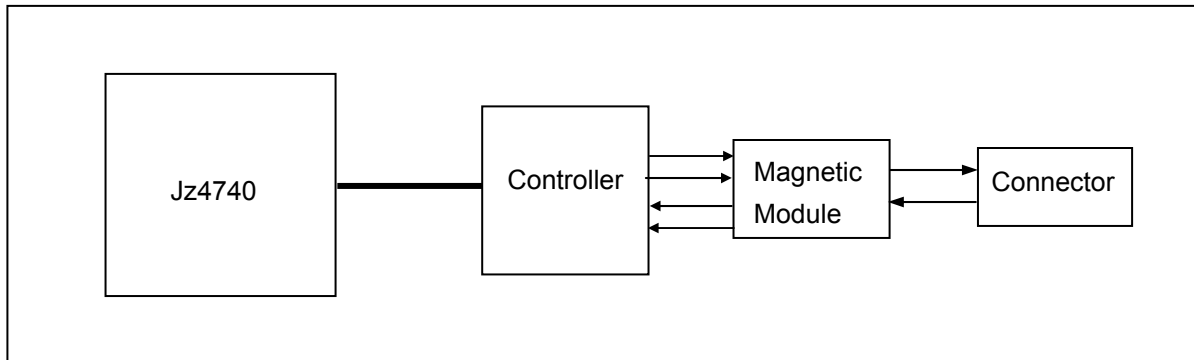 Jz4740
Controller
Magnetic
Module
Connector